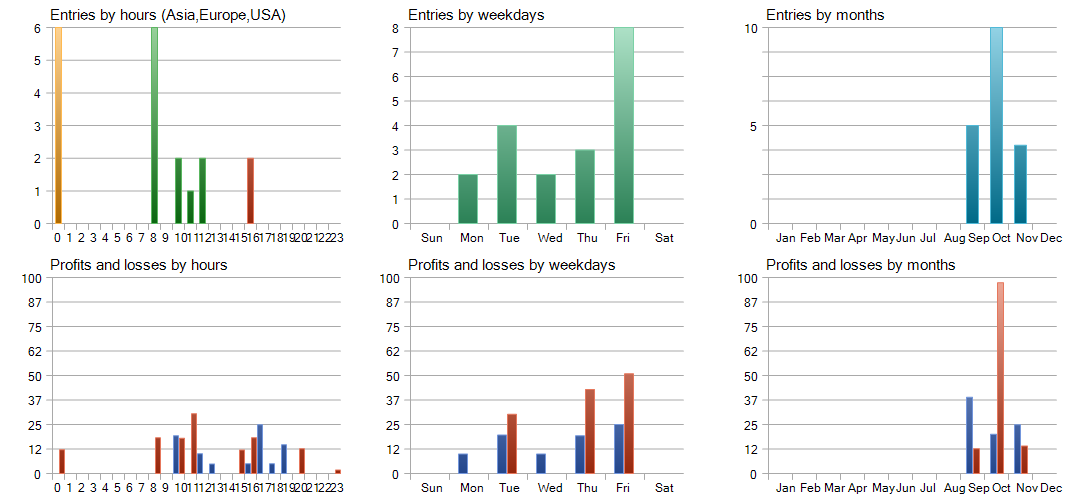 Entries by hours (Asia,Europe,USA) Entries by weekdays Entries by months
6 8 10
5 7
4 6
3 5 5
2 4
1 3
0 2
1
0 0
0 1 2 3 4 5 6 7 8 9 10 11 12 13 14 15 16 17 18 19 20 21 22 23 Sun Mon Tue Wed Thu Fri Sat Jan Feb Mar Apr May Jun Jul Aug Sep Oct Nov Dec
Profits and losses by hours Profits and losses by weekdays Profits and losses by months
100 100 100
87 87 87
75 75 75
62 62 62
50 50 50
37 37 37
25 25 25
12 12 12
0 0 0
0 1 2 3 4 5 6 7 8 9 10 11 12 13 14 15 16 17 18 19 20 21 22 23 Sun Mon Tue Wed Thu Fri Sat Jan Feb Mar Apr May Jun Jul Aug Sep Oct Nov Dec